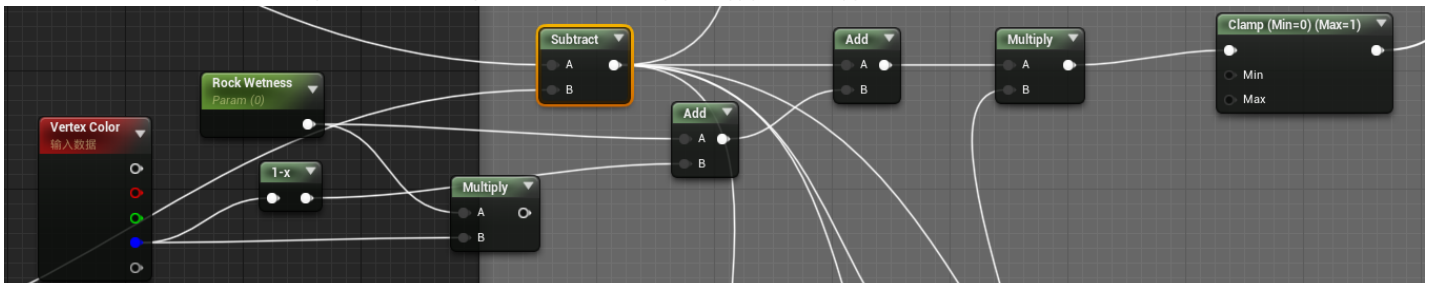 Clamp (Min=0) (Max=1)
Min
Max
Subtract
A
B
Add
A
B
Multiply
A
B
Rock Wetness
Param (0)
Add
A
B
Vertex Color
输入数据
1-x
Multiply
A
B